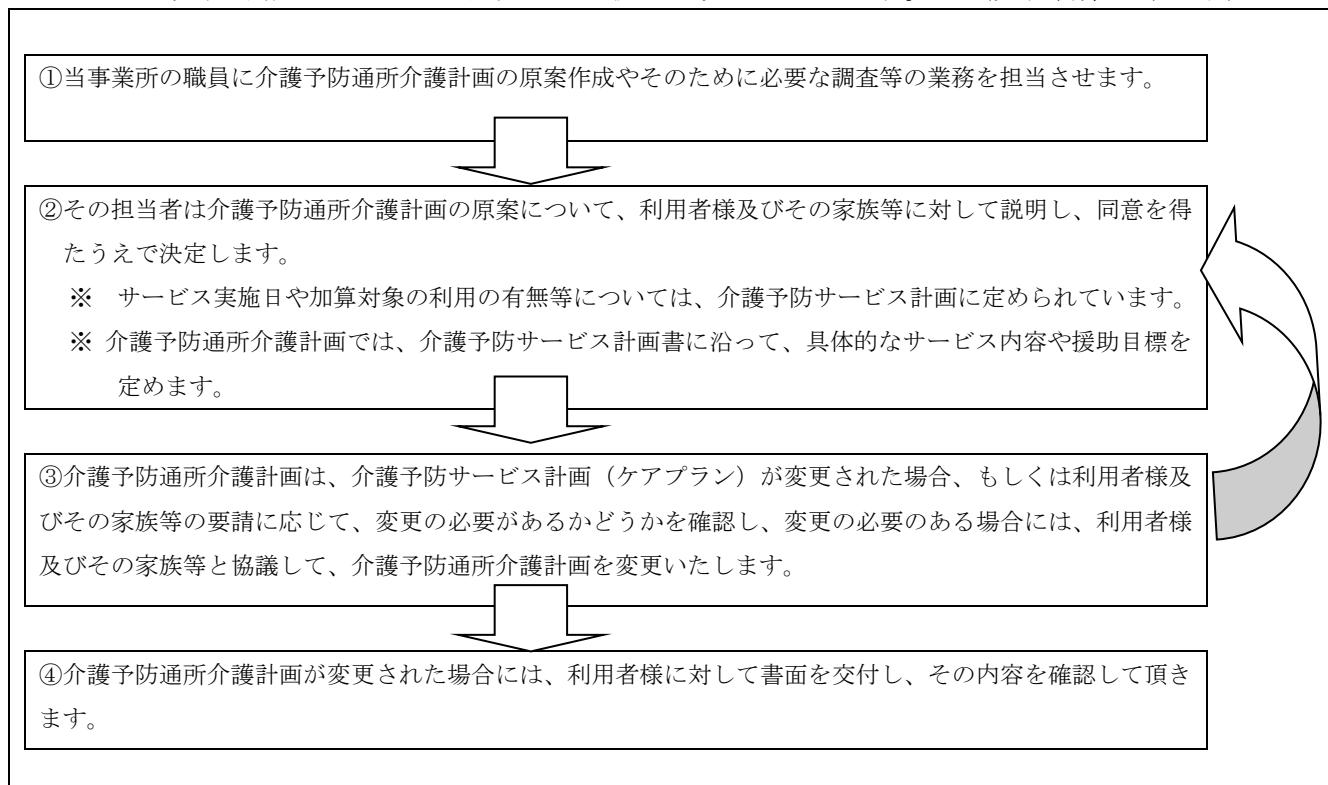 ①当事業所の職員に介護予防通所介護計画の原案作成やそのために必要な調査等の業務を担当させます。
②その担当者は介護予防通所介護計画の原案について、利用者様及びその家族等に対して説明し、同意を得
たうえで決定します。
※ サービス実施日や加算対象の利用の有無等については、介護予防サービス計画に定められています。
※ 介護予防通所介護計画では、介護予防サービス計画書に沿って、具体的なサービス内容や援助目標を
定めます。
③介護予防通所介護計画は、介護予防サービス計画（ケアプラン）が変更された場合、もしくは利用者様及
びその家族等の要請に応じて、変更の必要があるかどうかを確認し、変更の必要のある場合には、利用者様
及びその家族等と協議して、介護予防通所介護計画を変更いたします。
④介護予防通所介護計画が変更された場合には、利用者様に対して書面を交付し、その内容を確認して頂き
ます。